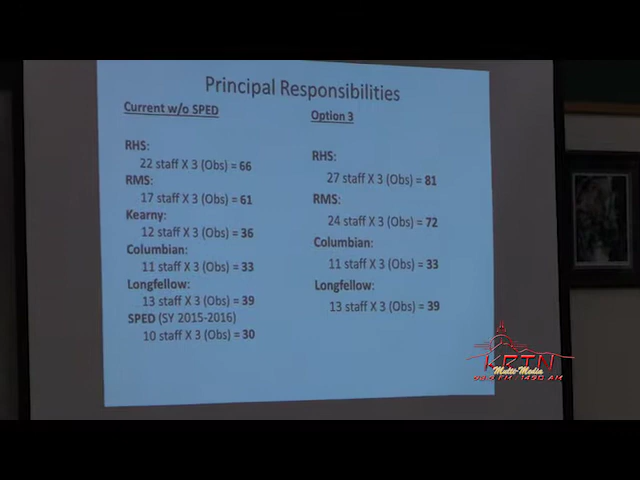 Principal Responsibilities
Current w/o SPED
RHS:
22 staff X 3 (Obs) = 66
RMS:
17 staff X 3 (Obs) = 61
Kearny:
12 staff X 3 (Obs) = 36
Columbian:
11 staff X 3 (Obs) = 33
Longfellow:
13 staff X 3 (Obs) = 39
SPED (SY 2015-2016)
10 staff X 3 (Obs) = 30
Option 3
RHS:
27 staff X 3 (Obs) = 81
RMS:
24 staff X 3 (Obs) = 72
Columbian:
11 staff X 3 (Obs) = 33
Longfellow:
13 staff X 3 (Obs) = 39
KRTN
Multi-Media
FM - 1490 AM